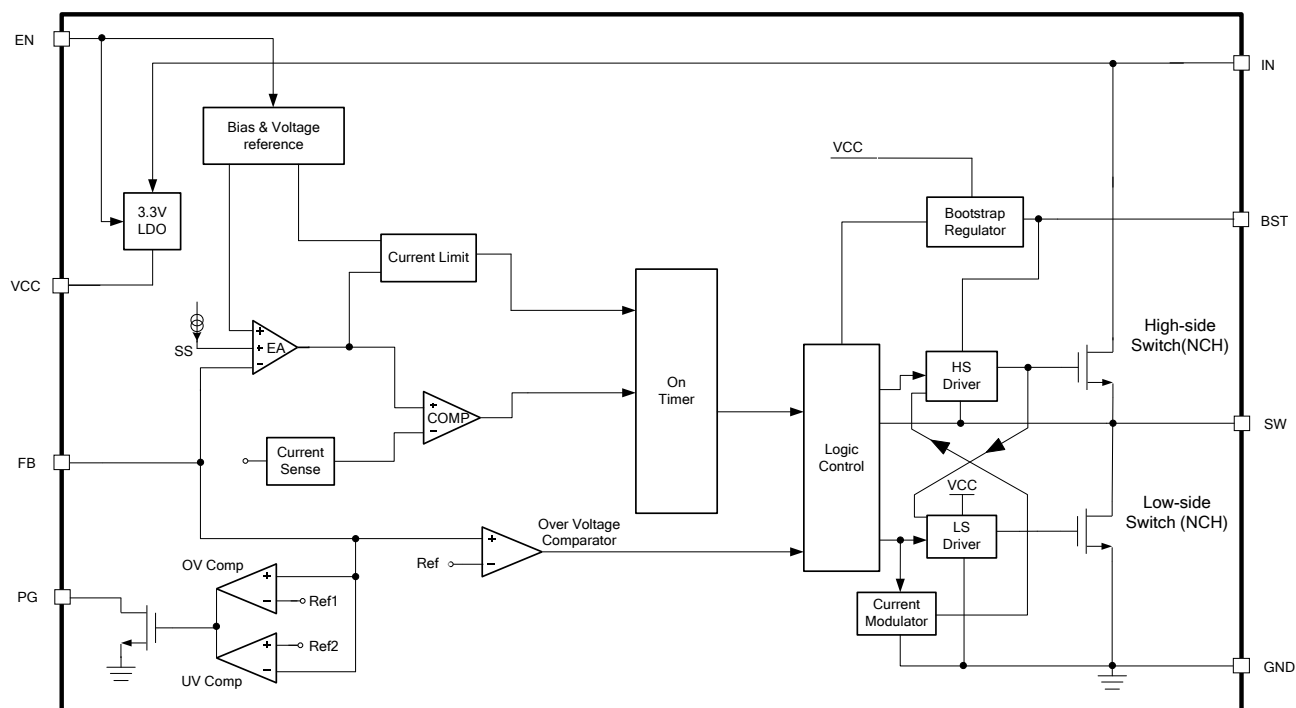 EN
IN
Bias & Voltage
reference
VCC
3.3V
LDO
Bootstrap
Regulator
BST
Current Limit
VCC
High-side
Switch(NCH)
SS
+
+
-
EA
HS
Driver
On
Timer
+
-
COMP
SW
Logic
Control
Current
Sense
FB
VCC
Low-side
Switch (NCH)
LS
Driver
Over Voltage
Comparator
+
-
Ref
OV Comp
+
-
Ref1
PG
Current
Modulator
+
-
Ref2
UV Comp
GND